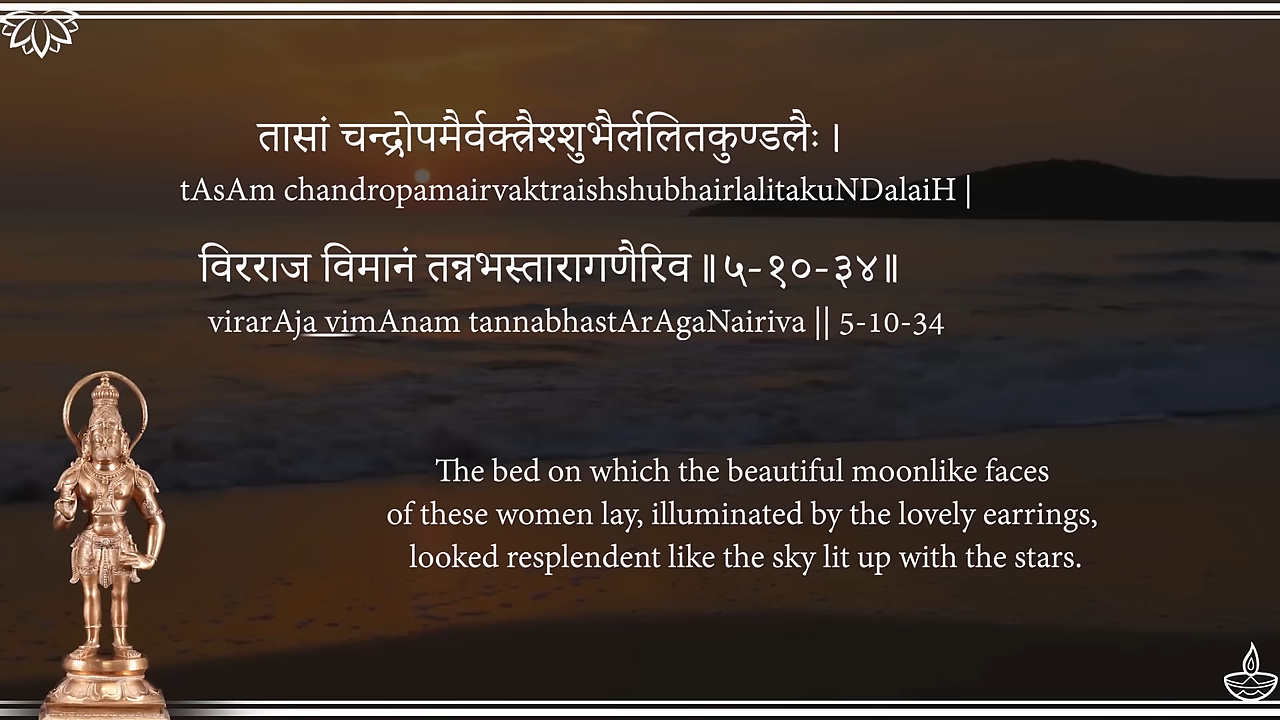 तासां चन्द्रोपमैर्वक्त्रैश्शुभैर्ललितकुण्डलैः ।
tAsAm chandropamairvaktraishshubhairlalitakuNDalaiH |
विरराज विमानं तन्नभस्तारागणैरिव ॥५-१०-३४॥
virarAja vimAnam tannabhastArAgaNairiva || 5-10-34
The bed on which the beautiful moonlike faces
of these women lay, illuminated by the lovely earrings,
looked resplendent like the sky lit up with the stars.